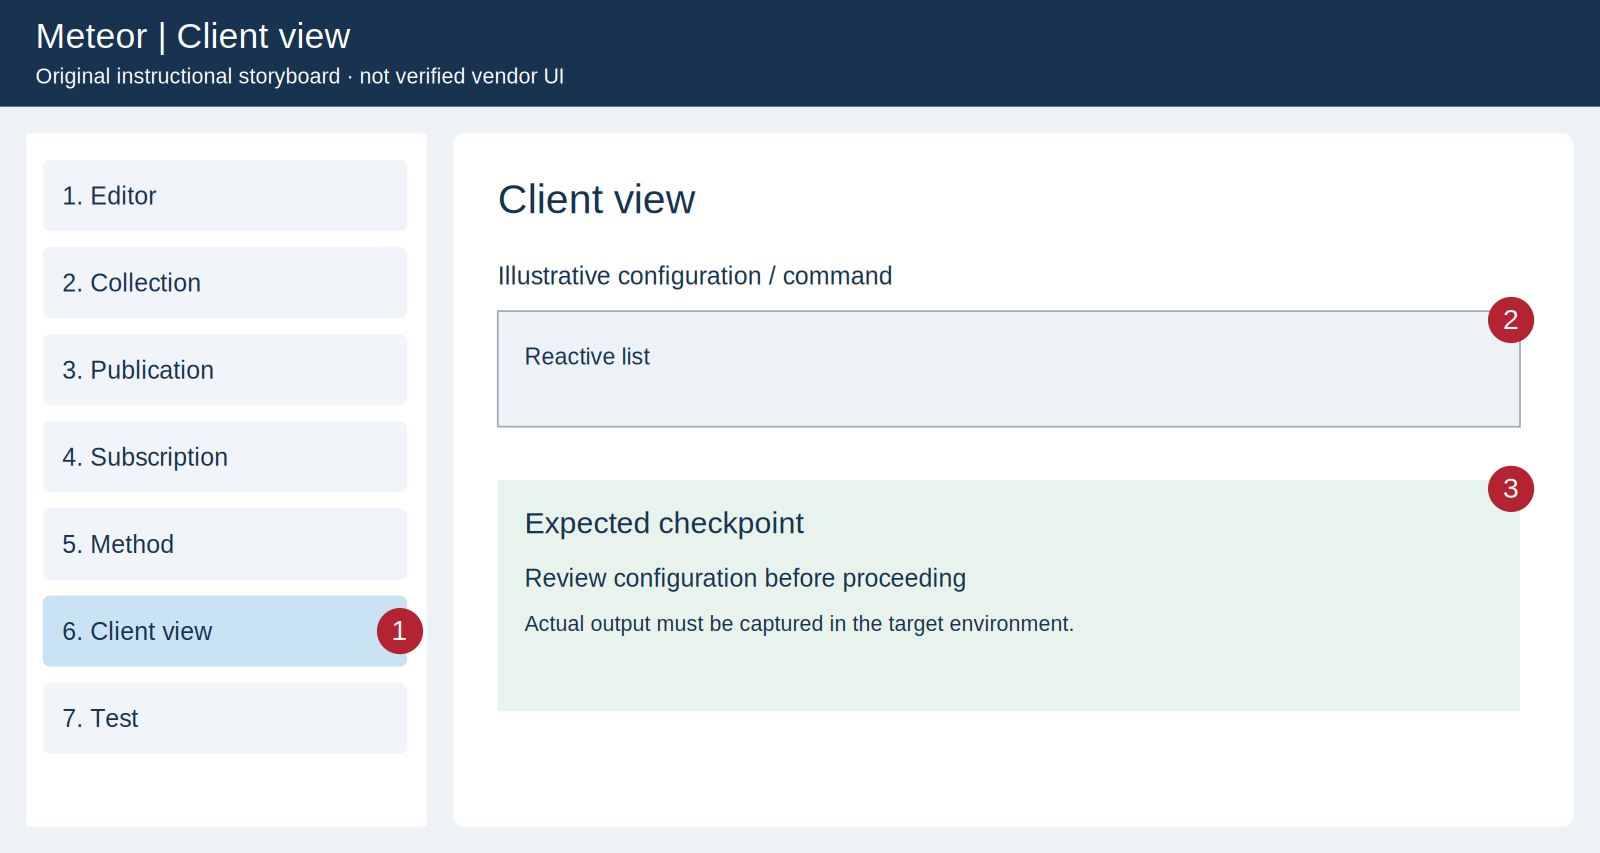 Meteor | Client view
Original instructional storyboard · not verified vendor UI
1. Editor
2. Collection
3. Publication
4. Subscription
5. Method
6. Client view
1
7. Test
Client view
Illustrative configuration / command
2
Reactive list
3
Expected checkpoint
Review configuration before proceeding
Actual output must be captured in the target environment.